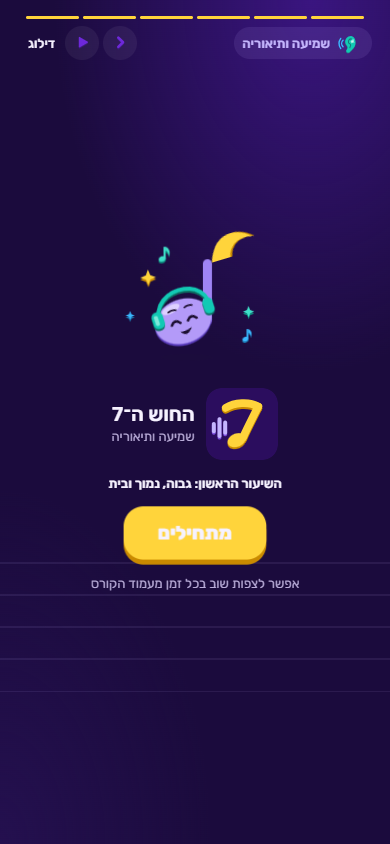 שמיעה ותיאוריה
דילוג
החוש ה־7
שמיעה ותיאוריה
השיעור הראשון: גבוה, נמוך ובית
מתחילים
אפשר לצפות שוב בכל זמן מעמוד הקורס